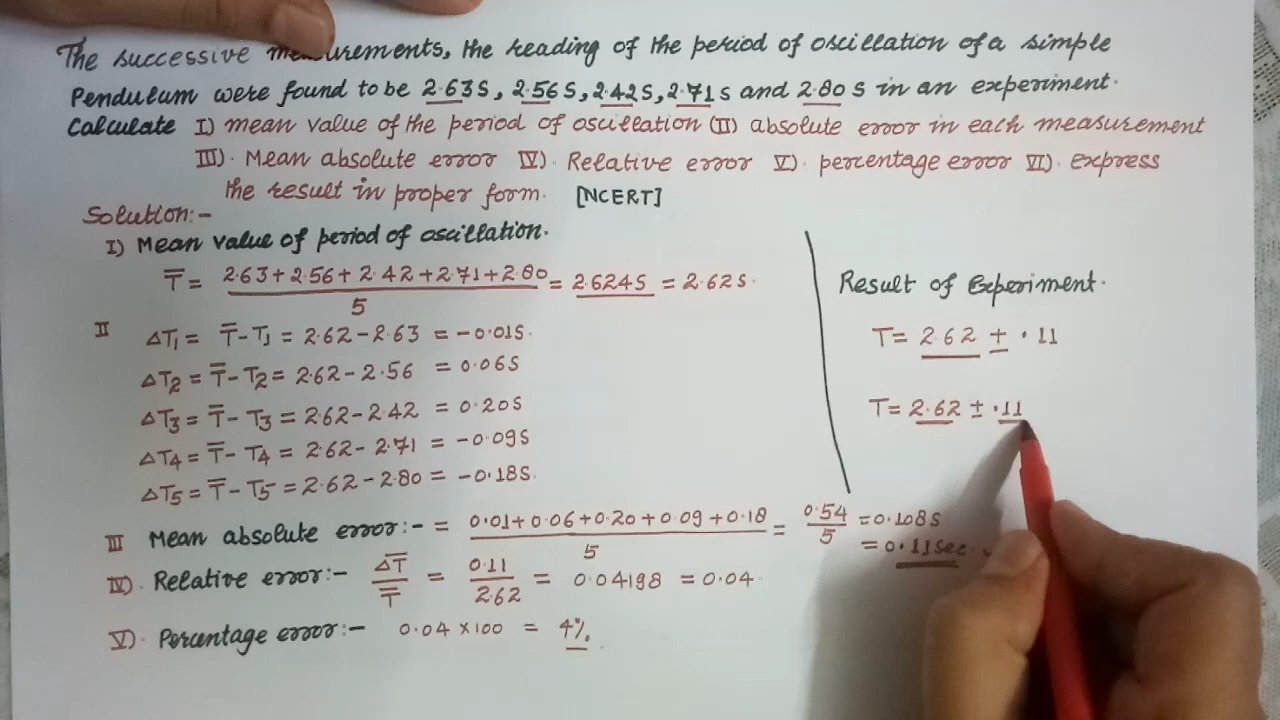 The successive measurements, the reading of the period of oscillation of a simple
Pendulum were found to be 2.63s, 2.56s, 2.42s, 2.71s and 2.80s in an experiment.
Calculate I) mean value of the period of oscillation (II) absolute error in each measurement
III). Mean absolute error IV). Relative error V). percentage error VI). express
the result in proper form. [NCERT]
Solution:-
I) Mean value of period of oscillation.
T̅ = 2.63+2.56+2.42+2.71+2.80 / 5 = 2.624s = 2.62s.
II ΔT1 = T̅-T1 = 2.62-2.63 = -0.01s.
ΔT2 = T̅-T2 = 2.62-2.56 = 0.06s
ΔT3 = T̅-T3 = 2.62-2.42 = 0.20s
ΔT4 = T̅-T4 = 2.62-2.71 = -0.09s
ΔT5 = T̅-T5 = 2.62-2.80 = -0.18s.
III Mean absolute error:- = 0.01+0.06+0.20+0.09+0.18 / 5 = 0.54/5 = 0.108s
= 0.11sec.
IV). Relative error:- Δ̅T̅/T̅ = 0.11/2.62 = 0.04198 = 0.04.
V). Percentage error:- 0.04×100 = 4%.
Result of Experiment.
T= 2.62 ± .11
T= 2.62 ± .11